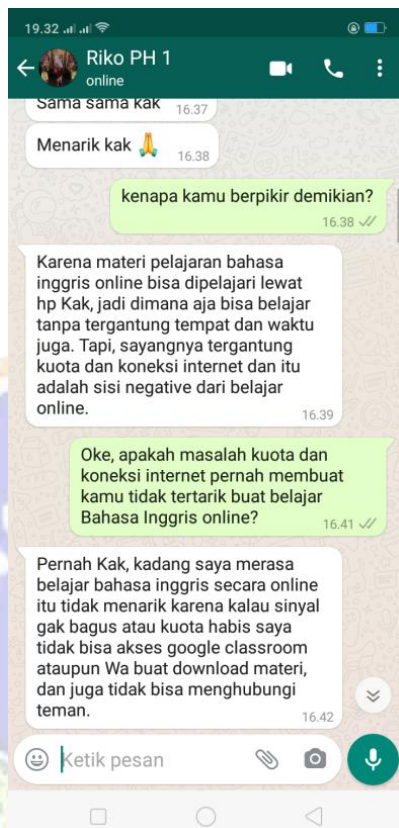 19.32
Riko PH 1
online
Sama sama kak
16.37
Menarik kak 🙏
16.38
kenapa kamu berpikir demikian?
16.38
Karena materi pelajaran bahasa
inggris online bisa dipelajari lewat
hp Kak, jadi dimana aja bisa belajar
tanpa tergantung tempat dan waktu
juga. Tapi, sayangnya tergantung
kuota dan koneksi internet dan itu
adalah sisi negative dari belajar
online.
16.39
Oke, apakah masalah kuota dan
koneksi internet pernah membuat
kamu tidak tertarik buat belajar
Bahasa Inggris online?
16.41
Pernah Kak, kadang saya merasa
belajar bahasa inggris secara online
itu tidak menarik karena kalau sinyal
gak bagus atau kuota habis saya
tidak bisa akses google classroom
ataupun Wa buat download materi,
dan juga tidak bisa menghubungi
teman.
16.42
Ketik pesan